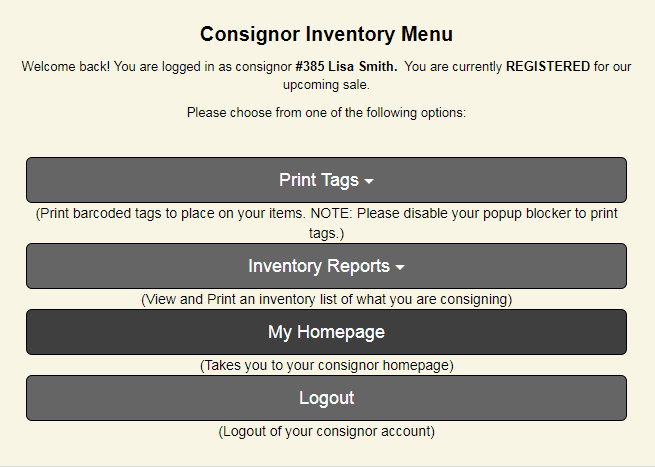 Consignor Inventory Menu
Welcome back! You are logged in as consignor #385 Lisa Smith.  You are currently REGISTERED for our
upcoming sale.
Please choose from one of the following options:
Print Tags
(Print barcoded tags to place on your items. NOTE: Please disable your popup blocker to print
tags.)
Inventory Reports
(View and Print an inventory list of what you are consigning)
My Homepage
(Takes you to your consignor homepage)
Logout
(Logout of your consignor account)